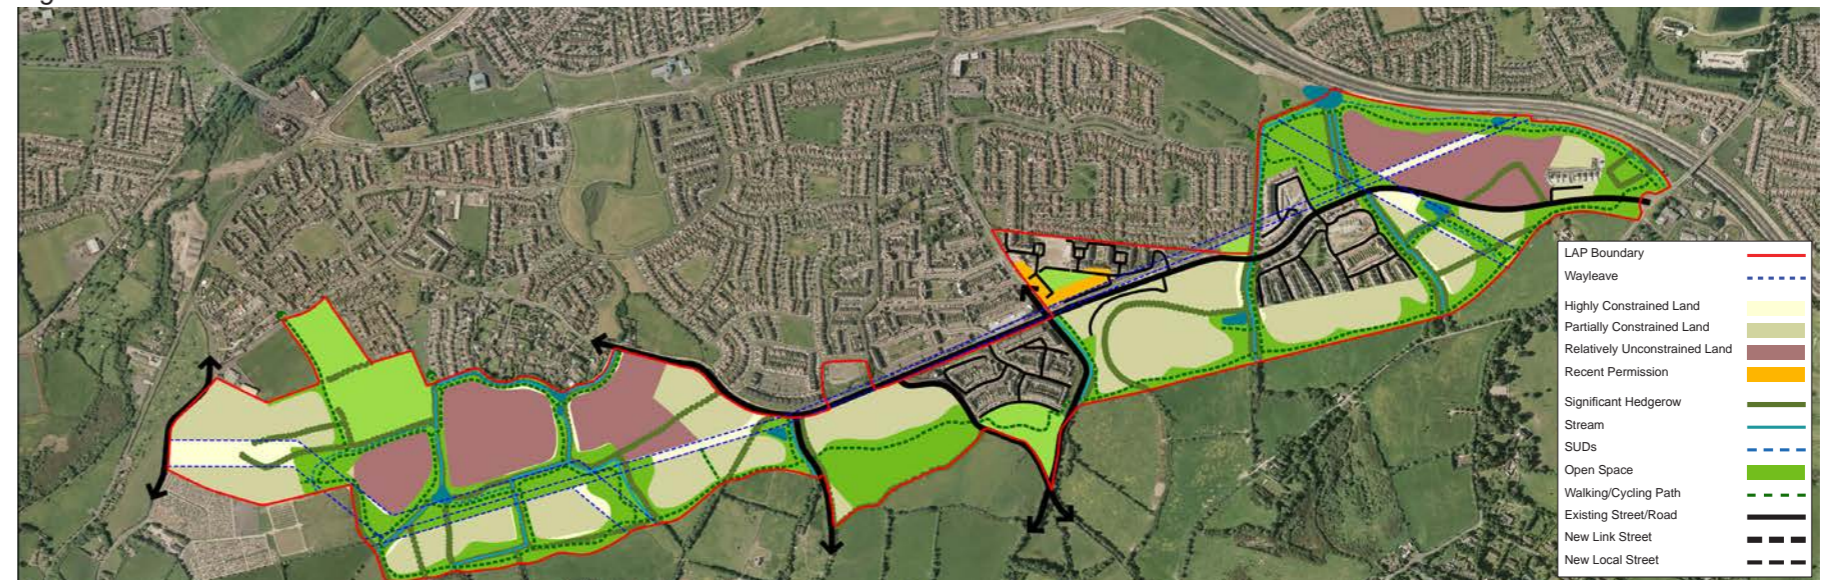 LAP Boundary
Wayleave
Highly Constrained Land
Partially Constrained Land
Relatively Unconstrained Land
Recent Permission
Significant Hedgerow
Stream
SUDs
Open Space
Walking/Cycling Path
Existing Street/Road
New Link Street
New Local Street